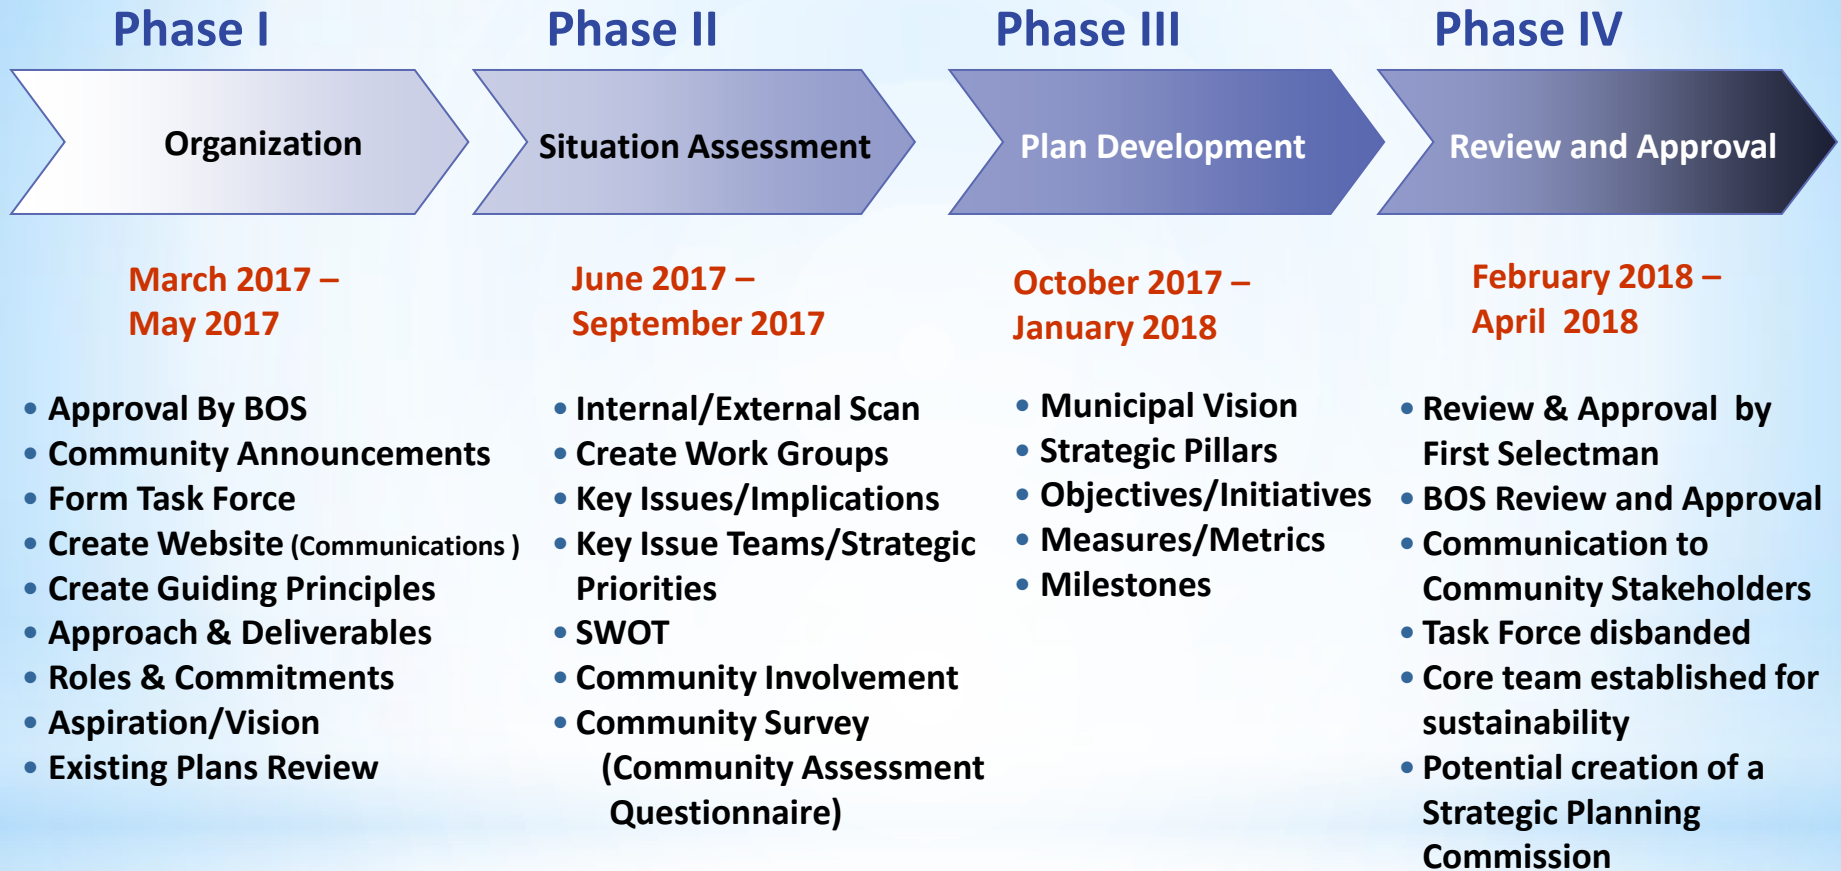 Phase I
Organization
March 2017 –
May 2017
• Approval By BOS
• Community Announcements
• Form Task Force
• Create Website (Communications )
• Create Guiding Principles
• Approach & Deliverables
• Roles & Commitments
• Aspiration/Vision
• Existing Plans Review
Phase II
Situation Assessment
June 2017 –
September 2017
• Internal/External Scan
• Create Work Groups
• Key Issues/Implications
• Key Issue Teams/Strategic
Priorities
• SWOT
• Community Involvement
• Community Survey
(Community Assessment
Questionnaire)
Phase III
Plan Development
October 2017 –
January 2018
• Municipal Vision
• Strategic Pillars
• Objectives/Initiatives
• Measures/Metrics
• Milestones
Phase IV
Review and Approval
February 2018 –
April 2018
• Review & Approval by
First Selectman
• BOS Review and Approval
• Communication to
Community Stakeholders
• Task Force disbanded
• Core team established for
sustainability
• Potential creation of a
Strategic Planning
Commission